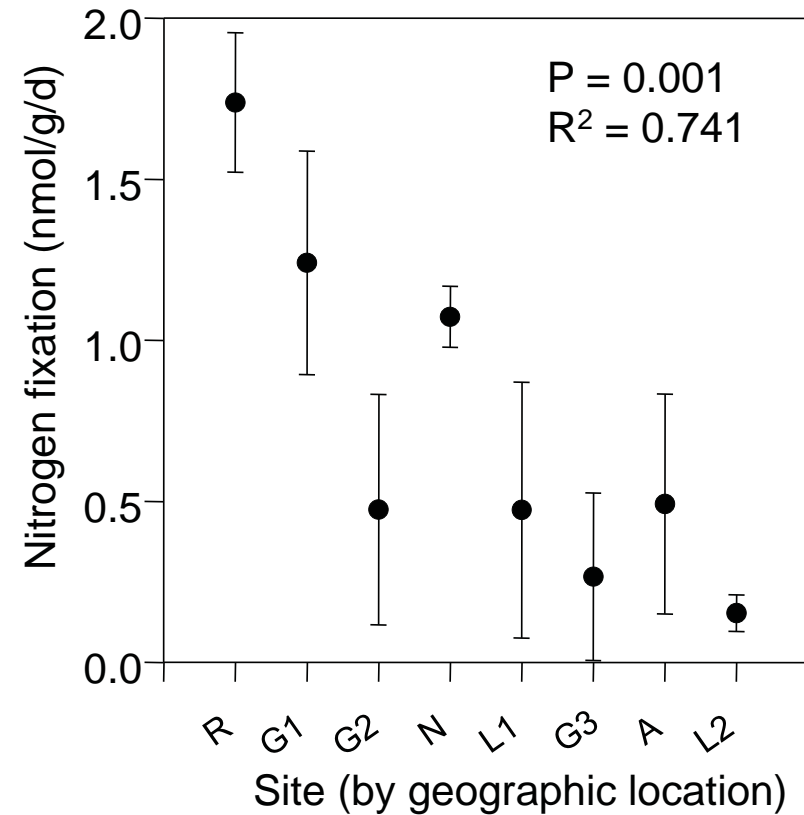 P = 0.001
R² = 0.741
Nitrogen fixation (nmol/g/d)
2.0
1.5
1.0
0.5
0.0
R G1 G2 N L1 G3 A L2
Site (by geographic location)